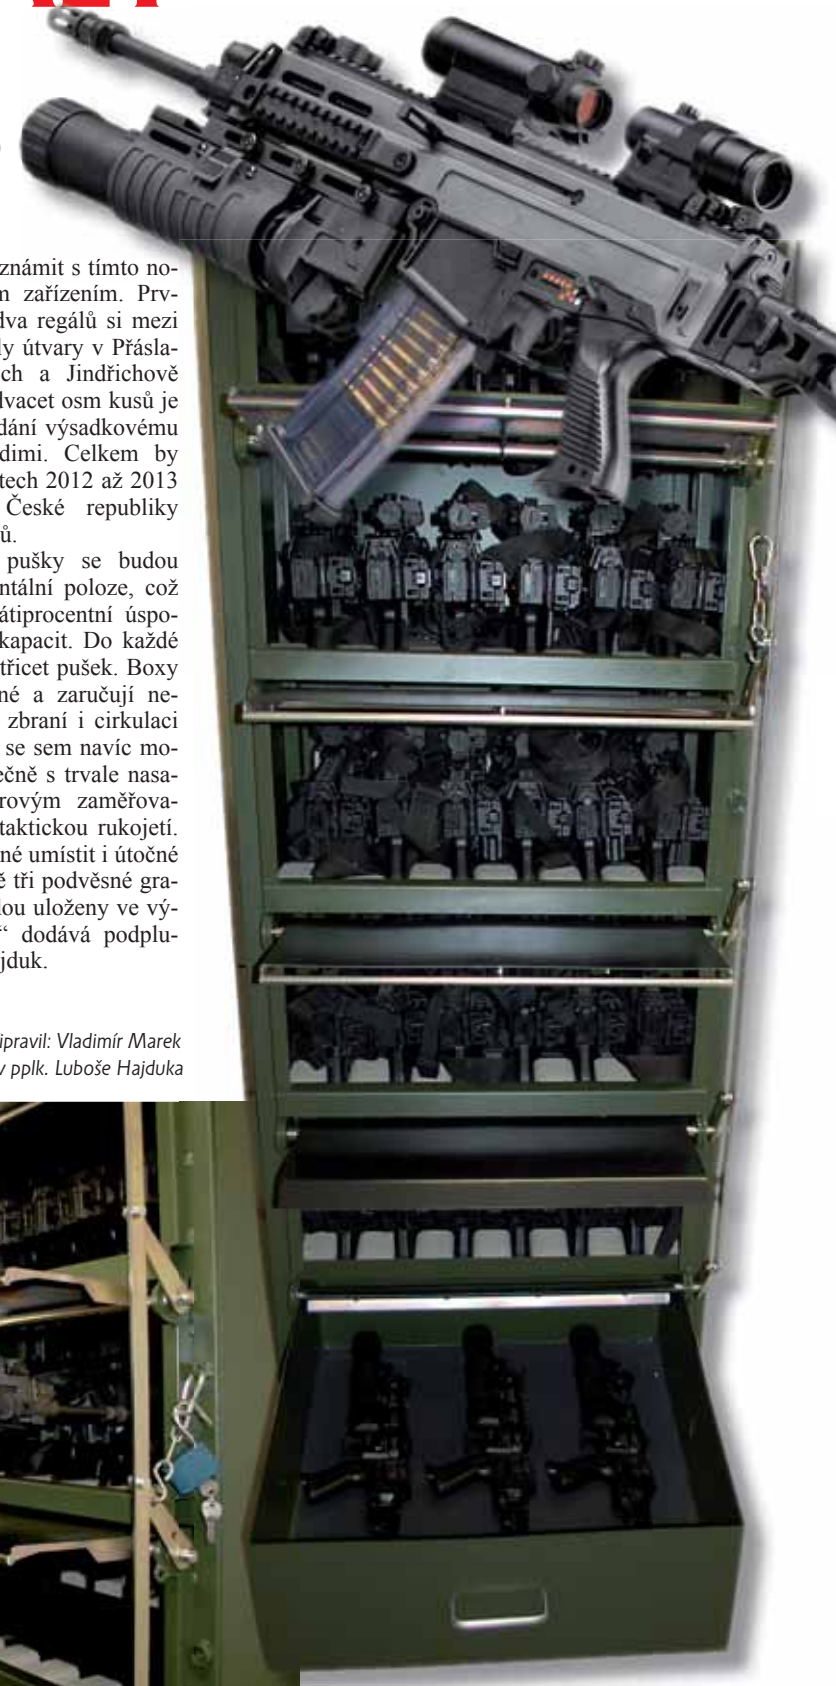 známit s tímto no-
m zařízením. Prv-
dva regálů si mezi
ly útvary v Přásla-
ch a Jindřichově
dvacet osm kusů je
dání výsadkovému
dimi. Celkem by
tech 2012 až 2013
České republiky
ů.
pušky se budou
ntální poloze, což
átiprocentní úspo-
kapacit. Do každé
třicet pušek. Boxy
né a zaručují ne-
zbraní i cirkulaci
se sem navíc mo-
ečně s trvale nasa-
rovým zaměřova-
taktickou rukojetí.
né umístit i útočné
ě tři podvěsné gra-
dou uloženy ve vý-
“ dodává podplu-
jduk.
ipravil: Vladimír Marek
v pplk. Luboše Hajduka